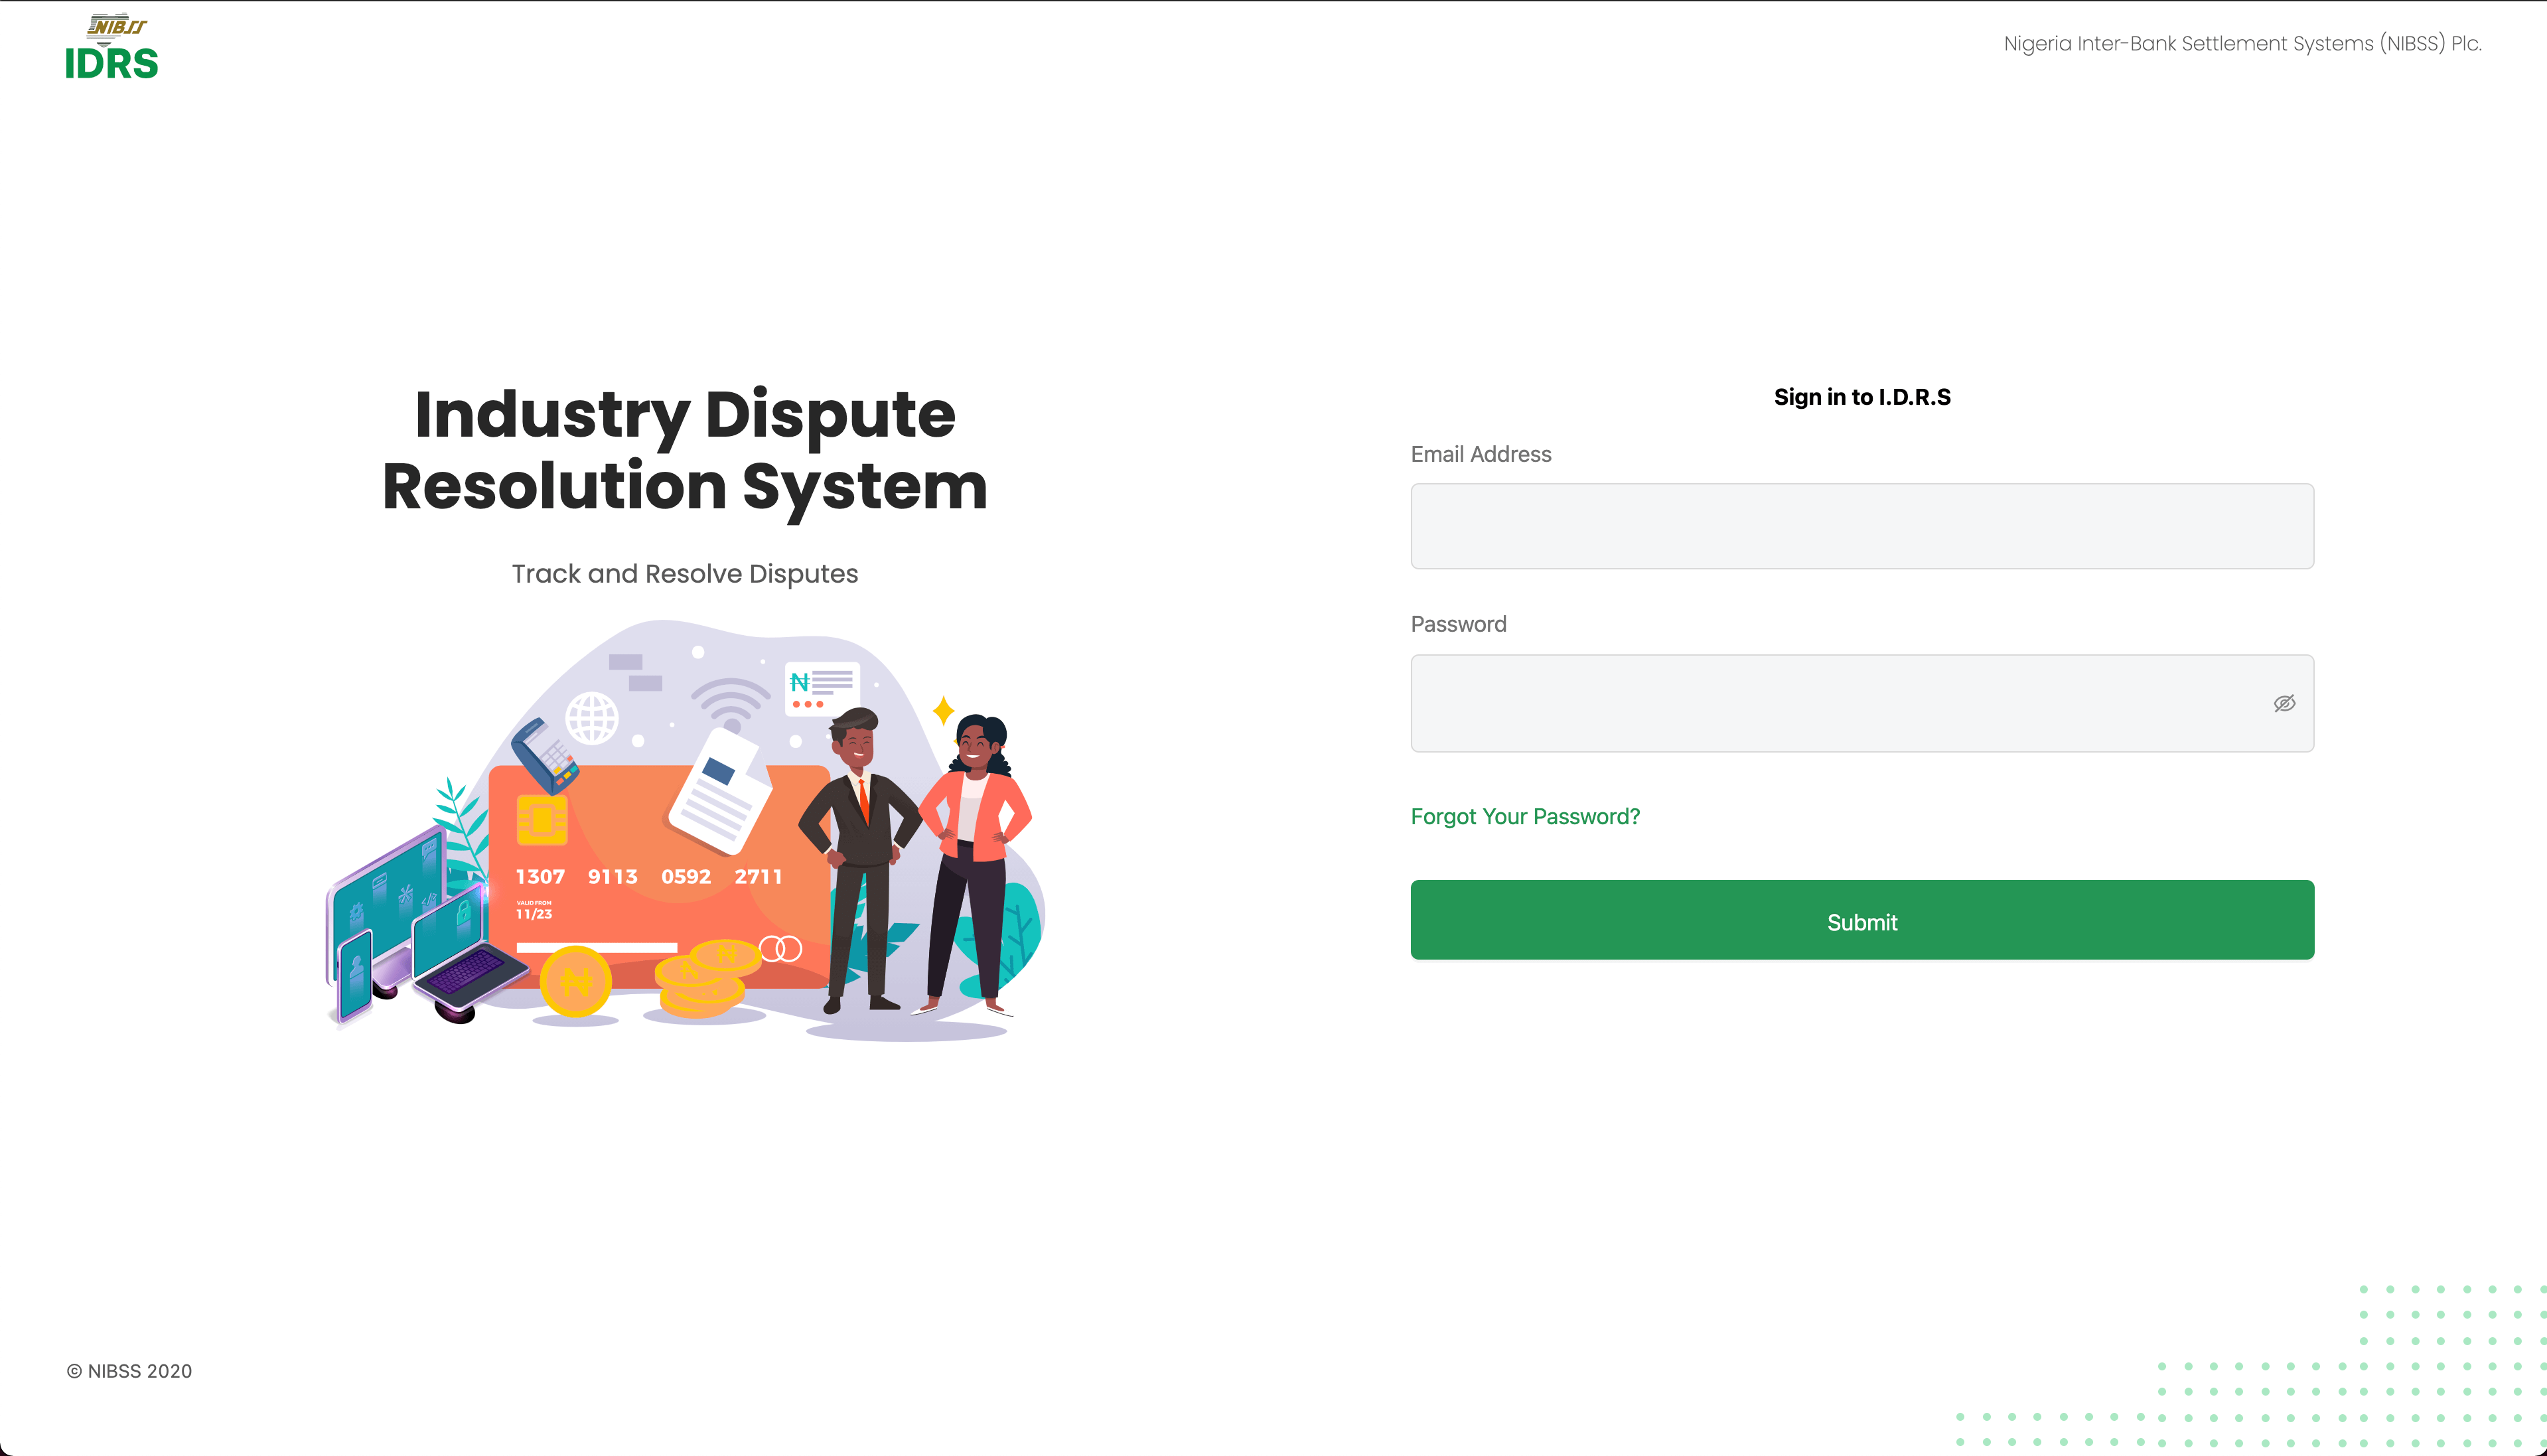 NIBSS
IDRS
Nigeria Inter-Bank Settlement Systems (NIBSS) Plc.
Industry Dispute
Resolution System
Track and Resolve Disputes
₦
1307 9113 0592 2711
VALID FROM
11/23
₦
₦
₦
Sign in to I.D.R.S
Email Address
Password
Forgot Your Password?
Submit
© NIBSS 2020